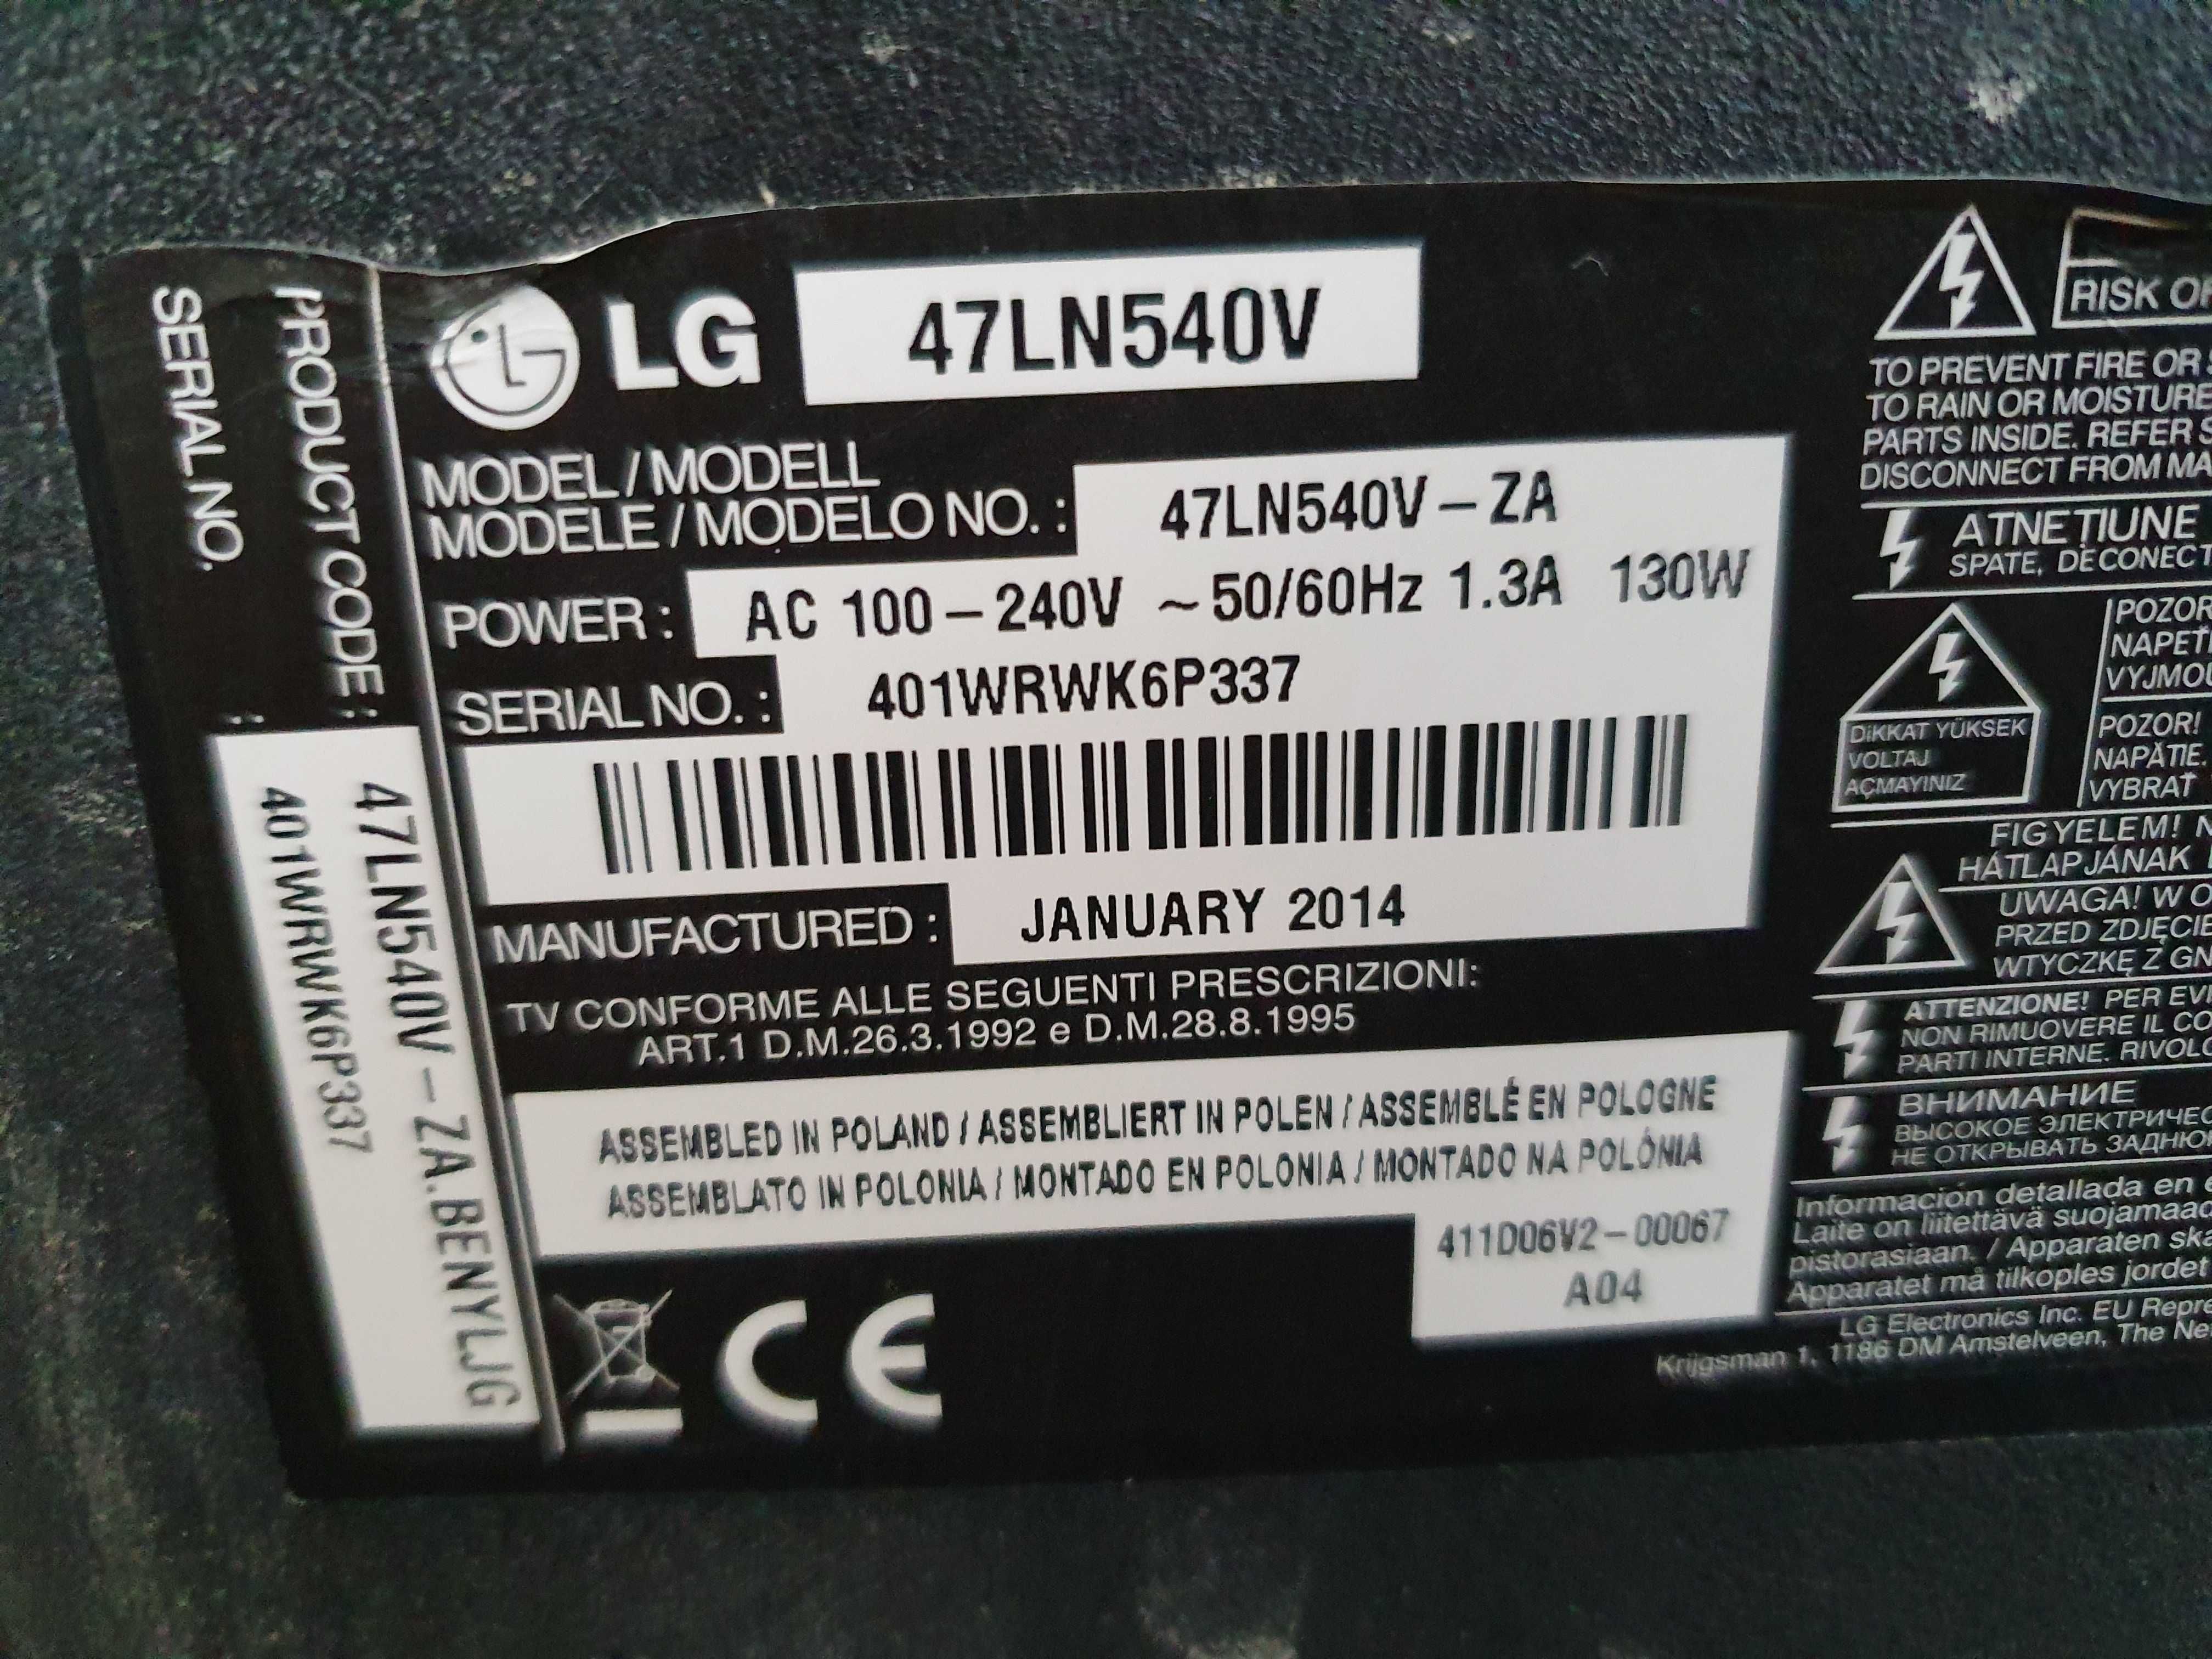 LG 47LN540V
MODEL / MODELL
MODELE / MODELO NO. : 47LN540V-ZA
POWER : AC 100-240V ~50/60Hz 1.3A 130W
SERIAL NO. : 401WRWK6P337
MANUFACTURED : JANUARY 2014
TV CONFORME ALLE SEGUENTI PRESCRIZIONI:
ART.1 D.M.26.3.1992 e D.M.28.8.1995
ASSEMBLED IN POLAND / ASSEMBLIERT IN POLEN / ASSEMBLÉ EN POLOGNE
ASSEMBLATO IN POLONIA / MONTADO EN POLONIA / MONTADO NA POLÓNIA
411D06V2-00067
A04
CE
PRODUCT CODE : 47LN540V-ZA.BENYLJG
SERIAL NO. : 401WRWK6P337
RISK OF
TO PREVENT FIRE OR
TO RAIN OR MOISTURE
PARTS INSIDE. REFER
DISCONNECT FROM
ATNEȚIUNE
SPATE, DECONECT
POZOR
NAPĚTÍ
DİKKAT YÜKSEK
VOLTAJ
AÇMAYINIZ
POZOR!
NAPÄTIE.
VYBRAŤ
FIGYELEM!
HÁTLAPJÁNAK
UWAGA! W
PRZED ZDJĘCIE
WTYCZKĘ Z
ATTENZIONE! PER
NON RIMUOVERE IL
PARTI INTERNE.
ВНИМАНИЕ
ВЫСОКОЕ ЭЛЕКТРИЧЕС
НЕ ОТКРЫВАТЬ ЗАДНЮ
Información detallada en
Laite on liitettävä suojamaad
pistorasiaan. / Apparaten ska
Apparatet må tilkoples jordet
LG Electronics Inc. EU Repre
Krijgsman 1, 1186 DM Amstelveen, The Ne